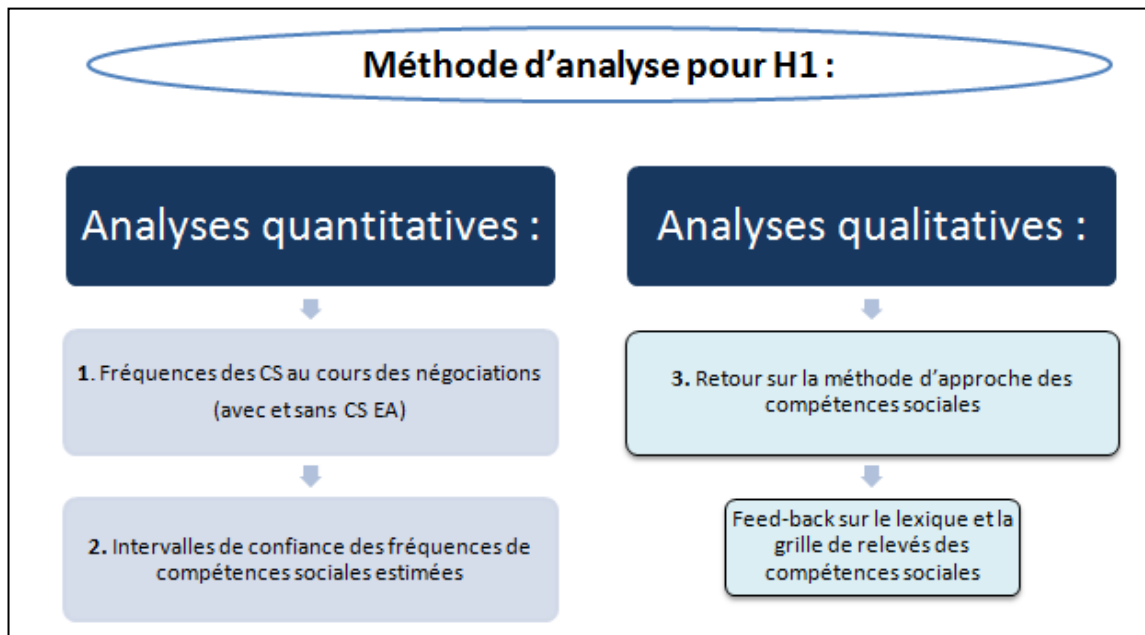 Méthode d’analyse pour H1 :
Analyses quantitatives :
1. Fréquences des CS au cours des négociations
(avec et sans CS EA)
2. Intervalles de confiance des fréquences de
compétences sociales estimées
Analyses qualitatives :
3. Retour sur la méthode d’approche des
compétences sociales
Feed-back sur le lexique et la
grille de relevés des
compétences sociales